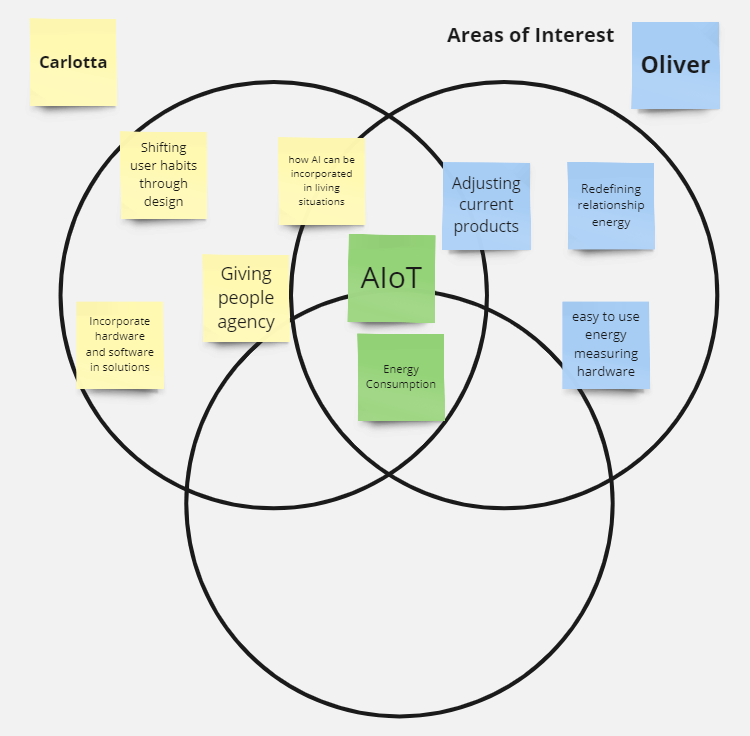 Areas of Interest
Carlotta
Oliver
Shifting
user habits
through
design
how AI can be
incorporated
in living
situations
Adjusting
current
products
Redefining
relationship
energy
Giving
people
agency
AIoT
Incorporate
hardware
and software
in solutions
Energy
Consumption
easy to use
energy
measuring
hardware